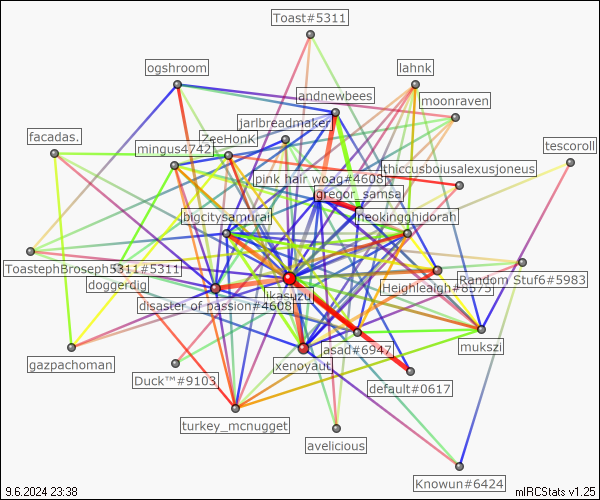 Toast#5311
ogshroom
lahnk
andnewbees
moonraven
jarlbreadmaker
facadas.
ZeeHonK
mingus4742
tescoroll
thiccusboiusalexusjoneus
pink hair woag#4608
gregor_samsa
bigcitysamurai
neokingghidorah
ToastephBroseph5311#5311
doggerdig
Random Stuf6#5983
Heighleaigh#6975
ikasuzu
disaster of passion#4608
asad#6947
mukszi
gazpachoman
xenoyaut
Duck™#9103
default#0617
turkey_mcnugget
avelicious
Knowun#6424
9.6.2024 23:38
mIRCStats v1.25